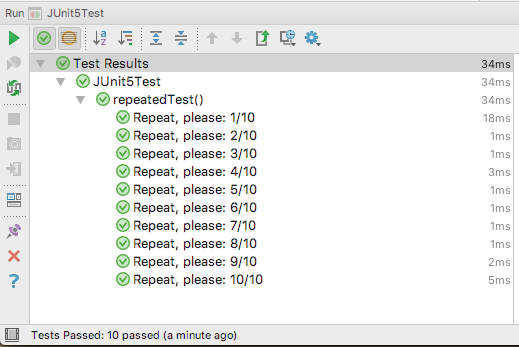 Run JUnit5Test
Test Results 34ms
JUnit5Test 34ms
repeatedTest() 34ms
Repeat, please: 1/10 18ms
Repeat, please: 2/10 1ms
Repeat, please: 3/10 1ms
Repeat, please: 4/10 3ms
Repeat, please: 5/10 1ms
Repeat, please: 6/10 1ms
Repeat, please: 7/10 1ms
Repeat, please: 8/10 1ms
Repeat, please: 9/10 2ms
Repeat, please: 10/10 5ms
Tests Passed: 10 passed (a minute ago)